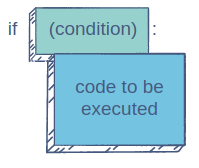 if (condition) :
code to be
executed